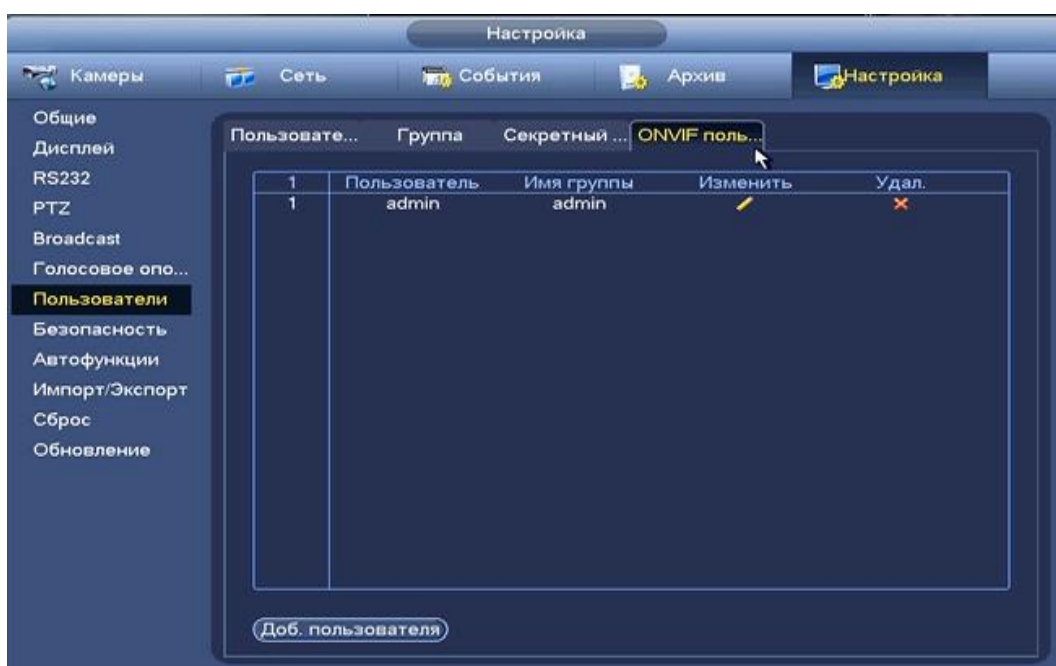 Настройка
Камеры Сеть События Архив Настройка
Общие
Дисплей
RS232
PTZ
Broadcast
Голосовое опо...
Пользователи
Безопасность
Автофункции
Импорт/Экспорт
Сброс
Обновление
Пользовате... Группа Секретный ... ONVIF поль...
1 Пользователь Имя группы Изменить Удал.
1 admin admin
Доб. пользователя